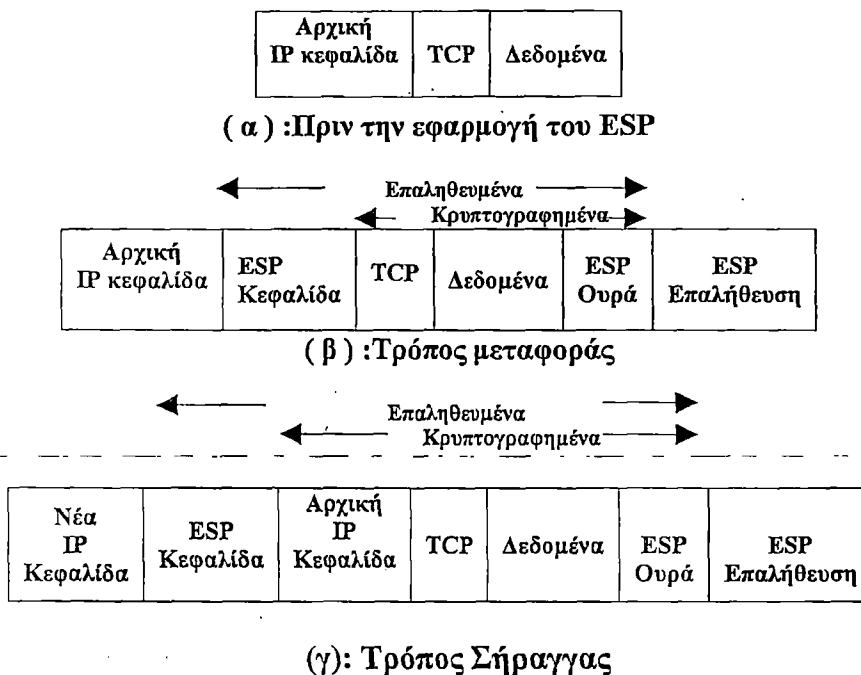 Αρχική
IP κεφαλίδα
TCP
Δεδομένα
( α ) :Πριν την εφαρμογή του ESP
Επαληθευμένα
Κρυπτογραφημένα
Αρχική
IP κεφαλίδα
ESP
Κεφαλίδα
TCP
Δεδομένα
ESP
Ουρά
ESP
Επαλήθευση
( β ) :Τρόπος μεταφοράς
Επαληθευμένα
Κρυπτογραφημένα
Νέα
IP
Κεφαλίδα
ESP
Κεφαλίδα
Αρχική
IP
Κεφαλίδα
TCP
Δεδομένα
ESP
Ουρά
ESP
Επαλήθευση
(γ): Τρόπος Σήραγγας